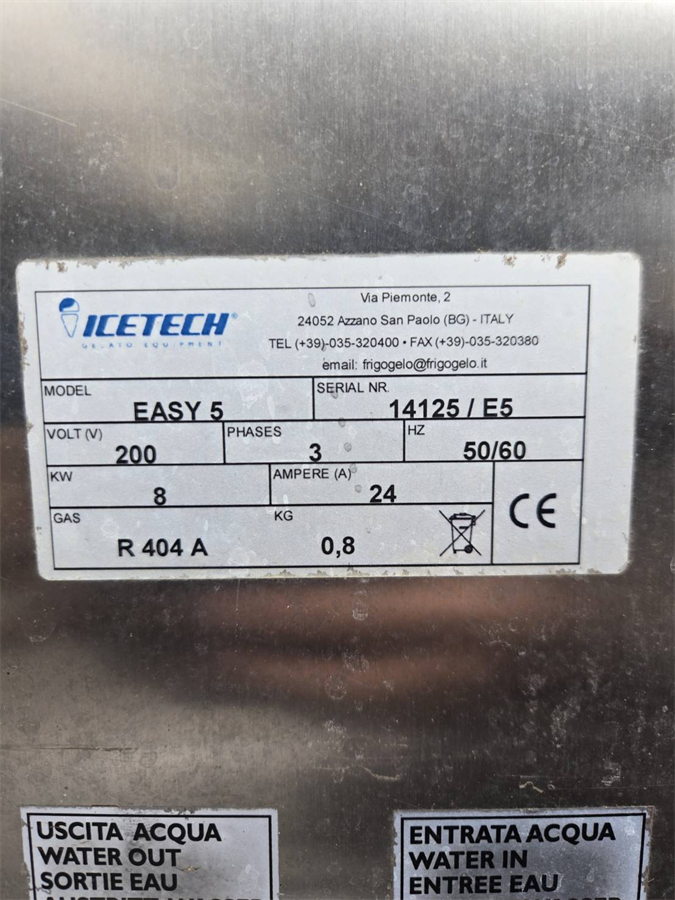 ICETECH®
GELATO EQUIPMENT
Via Piemonte, 2
24052 Azzano San Paolo (BG) - ITALY
TEL (+39)-035-320400 • FAX (+39)-035-320380
email: frigogelo@frigogelo.it
MODEL EASY 5
SERIAL NR. 14125 / E5
VOLT (V) 200
PHASES 3
HZ 50/60
KW 8
AMPERE (A) 24
GAS R 404 A
KG 0,8
CE
USCITA ACQUA
WATER OUT
SORTIE EAU
ENTRATA ACQUA
WATER IN
ENTREE EAU